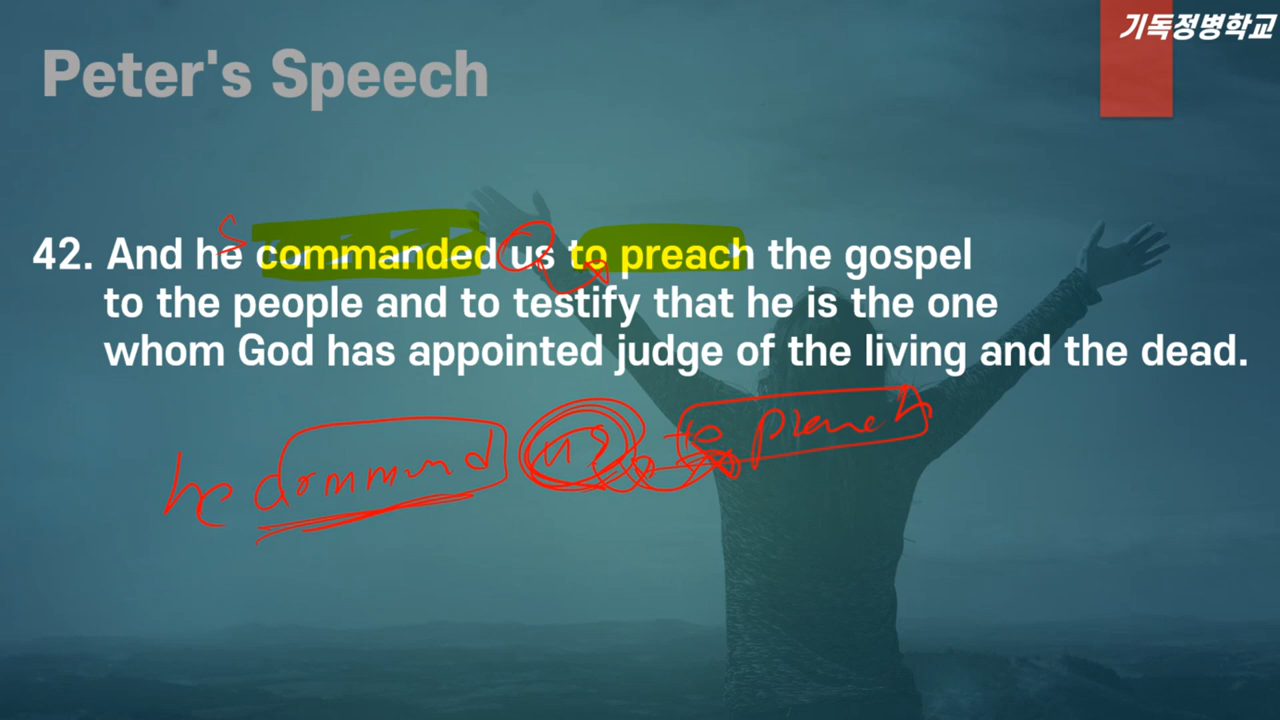 기독정병학교
Peter's Speech
S
42. And he commanded us to preach the gospel
to the people and to testify that he is the one
whom God has appointed judge of the living and the dead.
he command us to